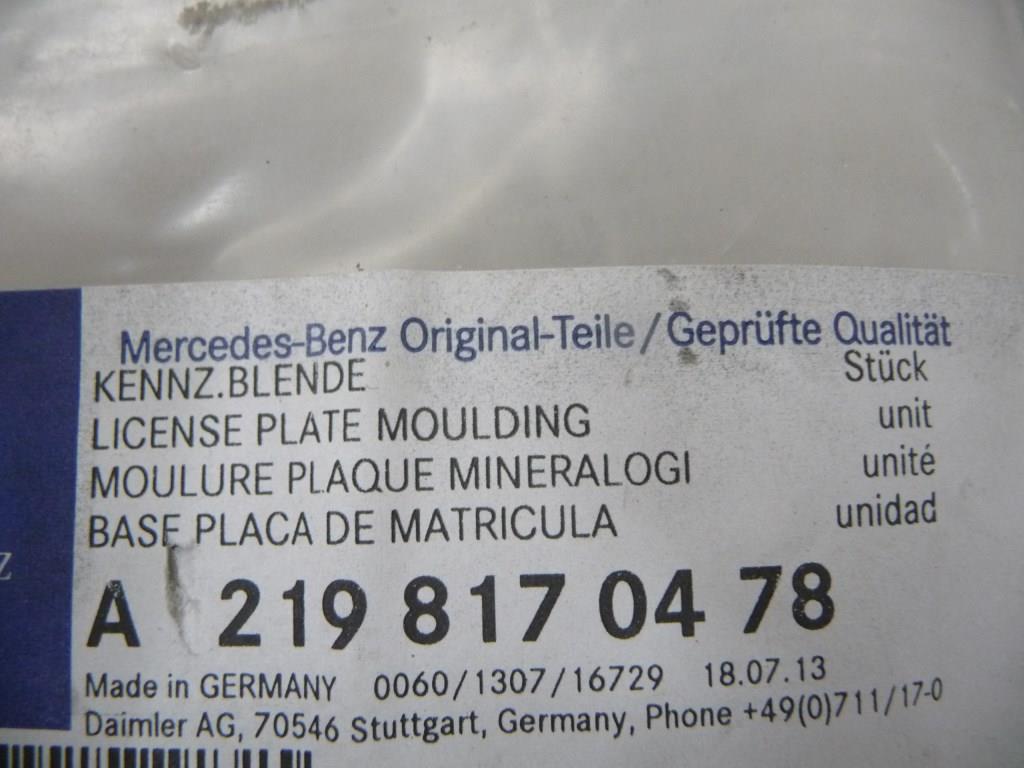 Mercedes-Benz Original-Teile/Geprüfte Qualität
KENNZ.BLENDE Stück
LICENSE PLATE MOULDING unit
MOULURE PLAQUE MINERALOGI unité
BASE PLACA DE MATRICULA unidad
Z
A 219 817 04 78
Made in GERMANY 0060/1307/16729 18.07.13
Daimler AG, 70546 Stuttgart, Germany, Phone +49(0)711/17-0